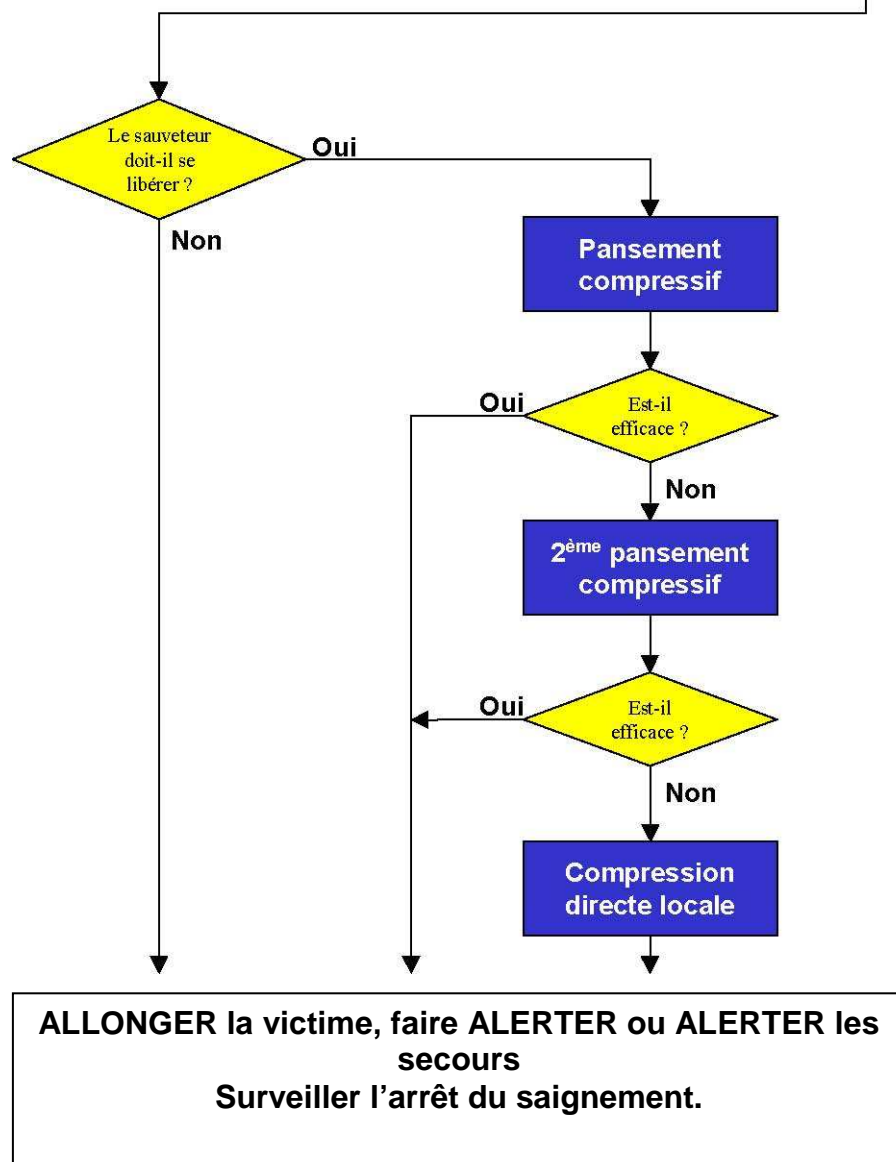 Le sauveteur
doit-il se
libérer ?
Oui
Non
Pansement
compressif
Oui
Est-il
efficace ?
Non
2ème pansement
compressif
Oui
Est-il
efficace ?
Non
Compression
directe locale
ALLONGER la victime, faire ALERTER ou ALERTER les
secours
Surveiller l’arrêt du saignement.